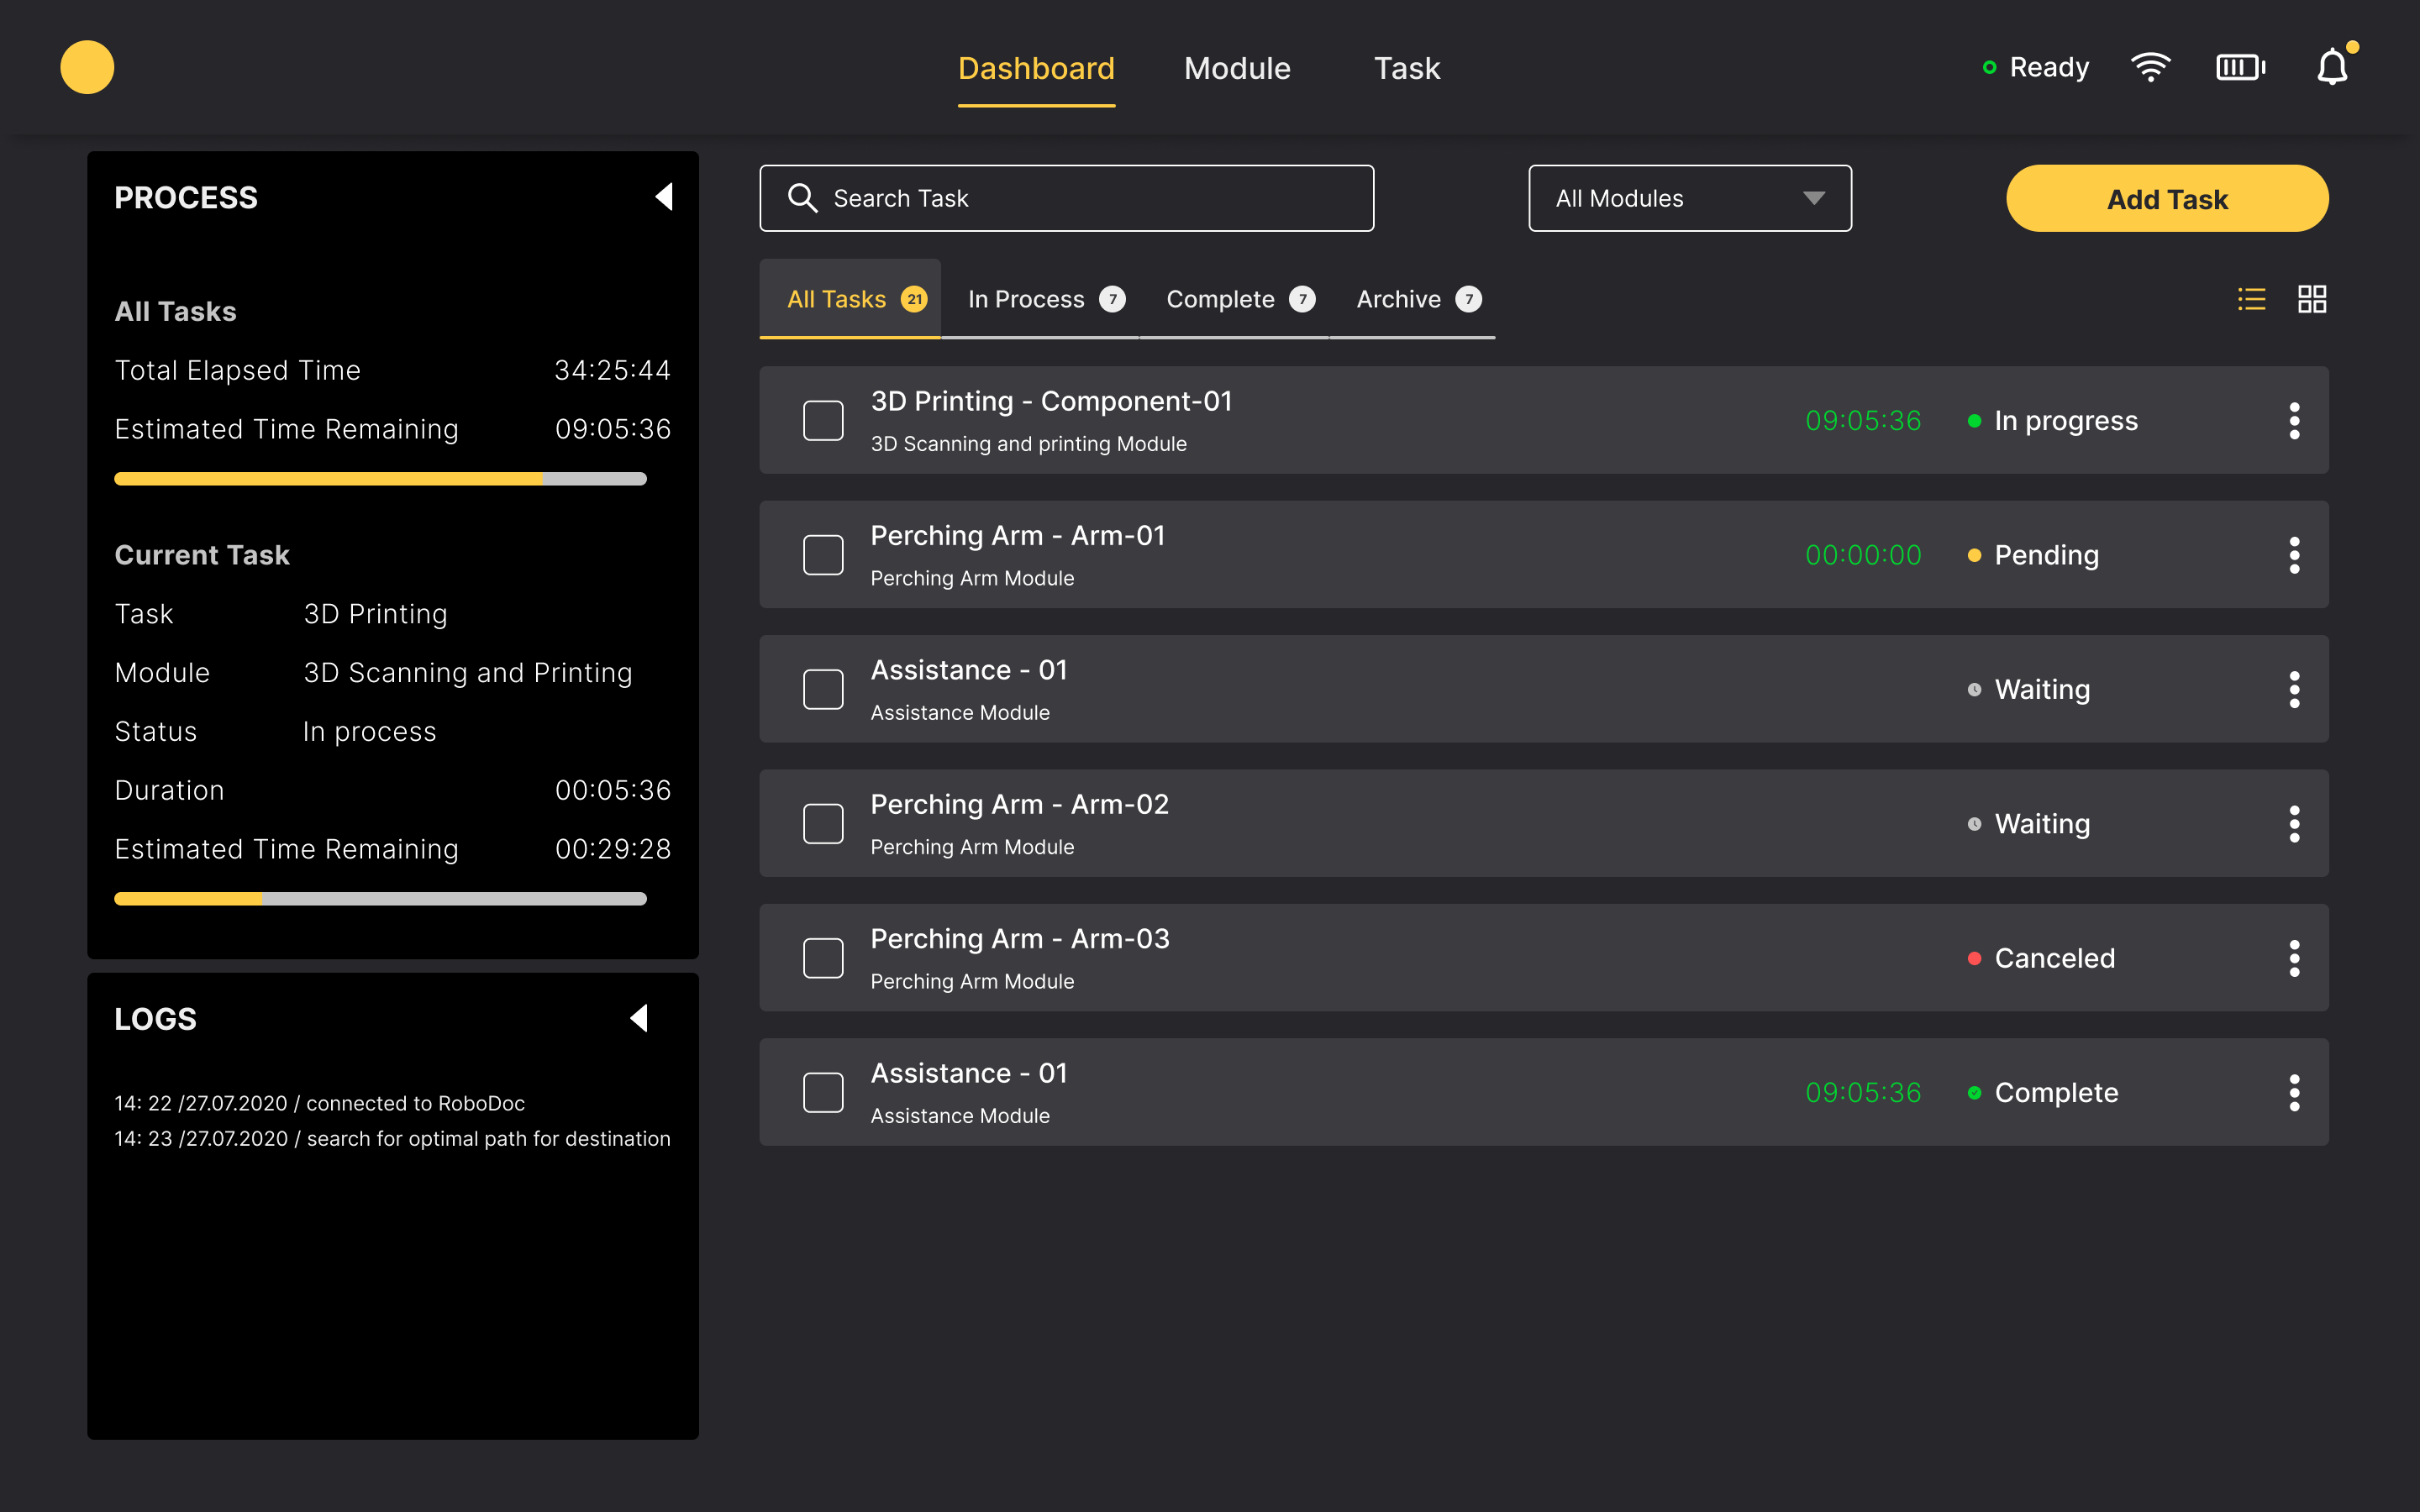 Dashboard Module Task Ready
PROCESS
All Tasks
Total Elapsed Time 34:25:44
Estimated Time Remaining 09:05:36
Current Task
Task 3D Printing
Module 3D Scanning and Printing
Status In process
Duration 00:05:36
Estimated Time Remaining 00:29:28
LOGS
14: 22 /27.07.2020 / connected to RoboDoc
14: 23 /27.07.2020 / search for optimal path for destination
Search Task All Modules Add Task
All Tasks 21 In Process 7 Complete 7 Archive 7
3D Printing - Component-01
3D Scanning and printing Module
09:05:36 In progress
Perching Arm - Arm-01
Perching Arm Module
00:00:00 Pending
Assistance - 01
Assistance Module
Waiting
Perching Arm - Arm-02
Perching Arm Module
Waiting
Perching Arm - Arm-03
Perching Arm Module
Canceled
Assistance - 01
Assistance Module
09:05:36 Complete